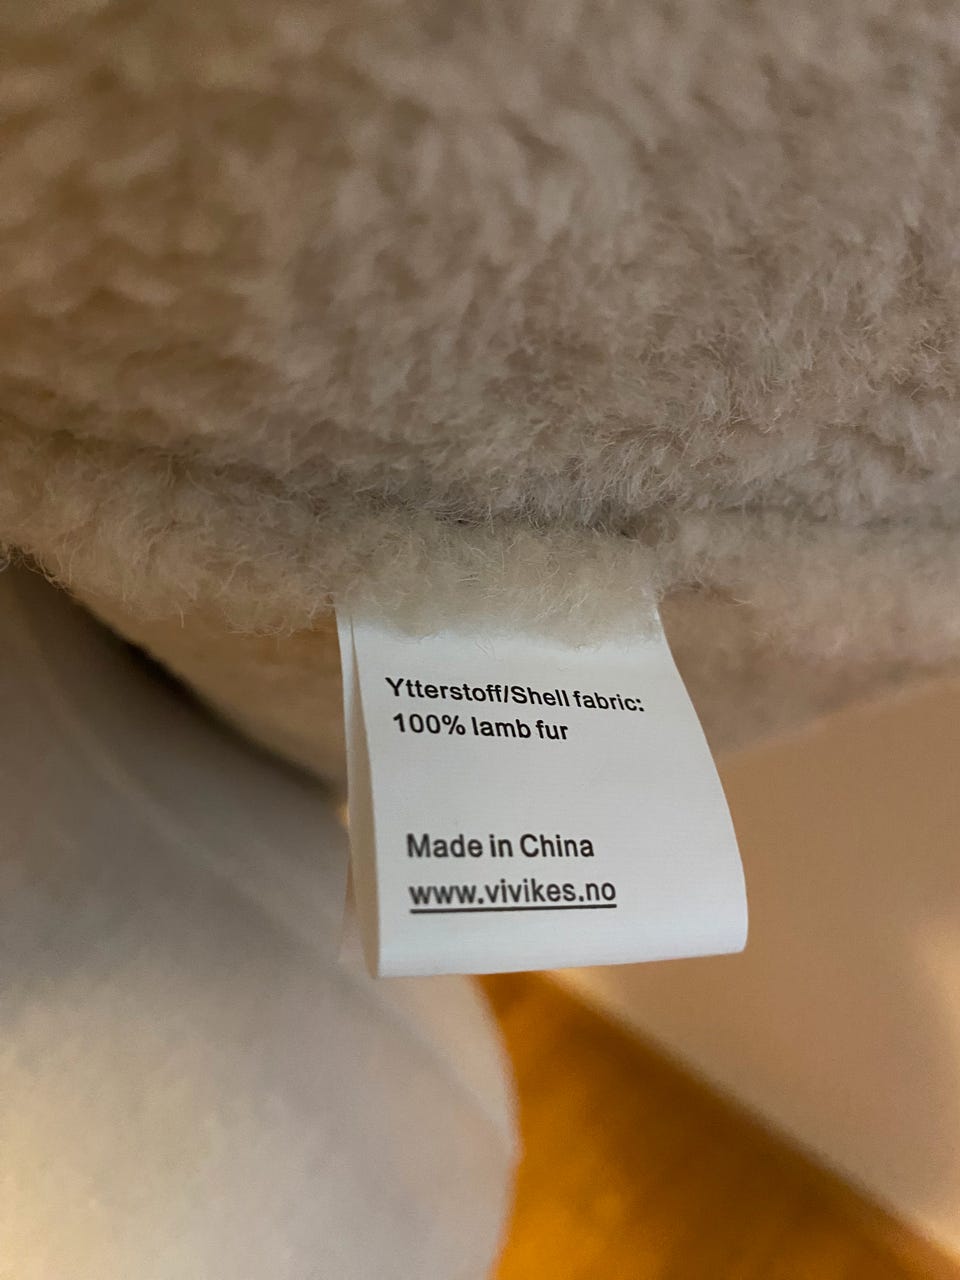 Ytterstoff/Shell fabric:
100% lamb fur
Made in China
www.vivikes.no